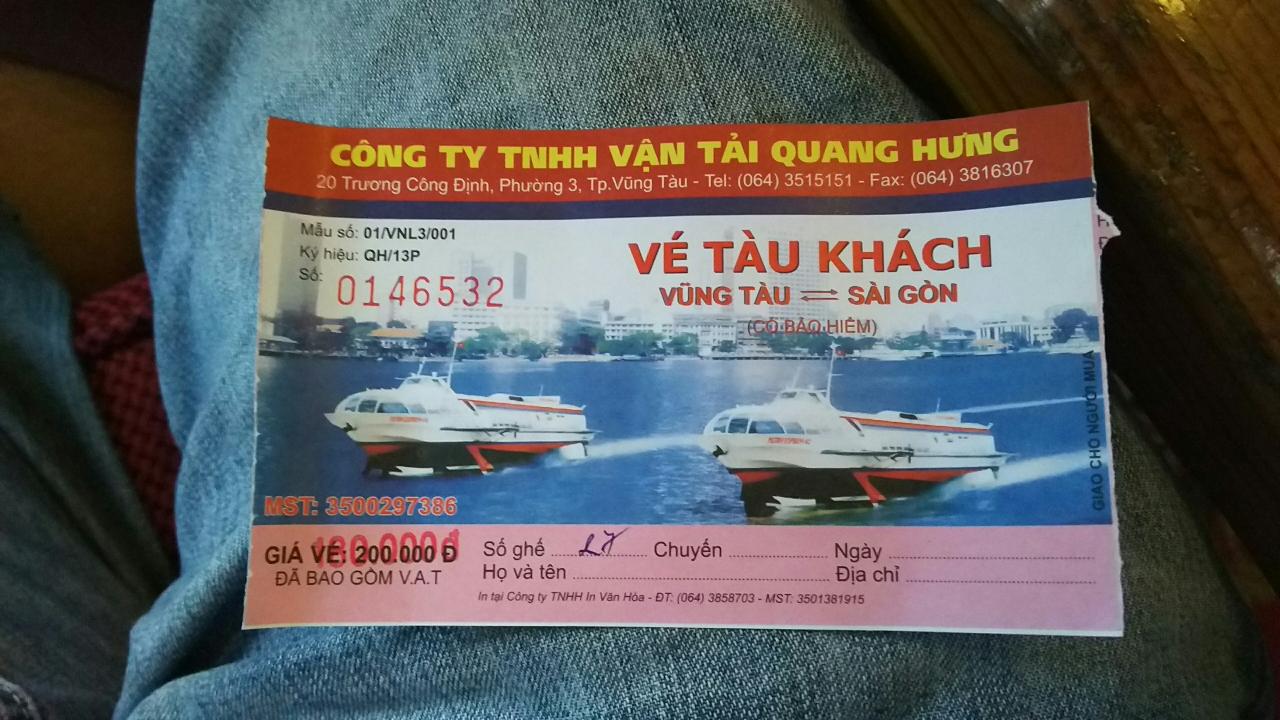 CÔNG TY TNHH VẬN TẢI QUANG HƯNG
20 Trương Công Định, Phường 3, Tp.Vũng Tàu - Tel: (064) 3515151 - Fax: (064) 3816307
Mẫu số: 01/VNL3/001
Ký hiệu: QH/13P
Số: 0146532
VÉ TÀU KHÁCH
VŨNG TÀU ⇌ SÀI GÒN
(CÓ BẢO HIỂM)
GIAO CHO NGƯỜI MUA
MST: 3500297386
GIÁ VÉ: 200.000 Đ
ĐÃ BAO GỒM V.A.T
Số ghế 27 Chuyến Ngày
Họ và tên Địa chỉ
In tại Công ty TNHH In Văn Hóa - ĐT: (064) 3858703 - MST: 3501381915